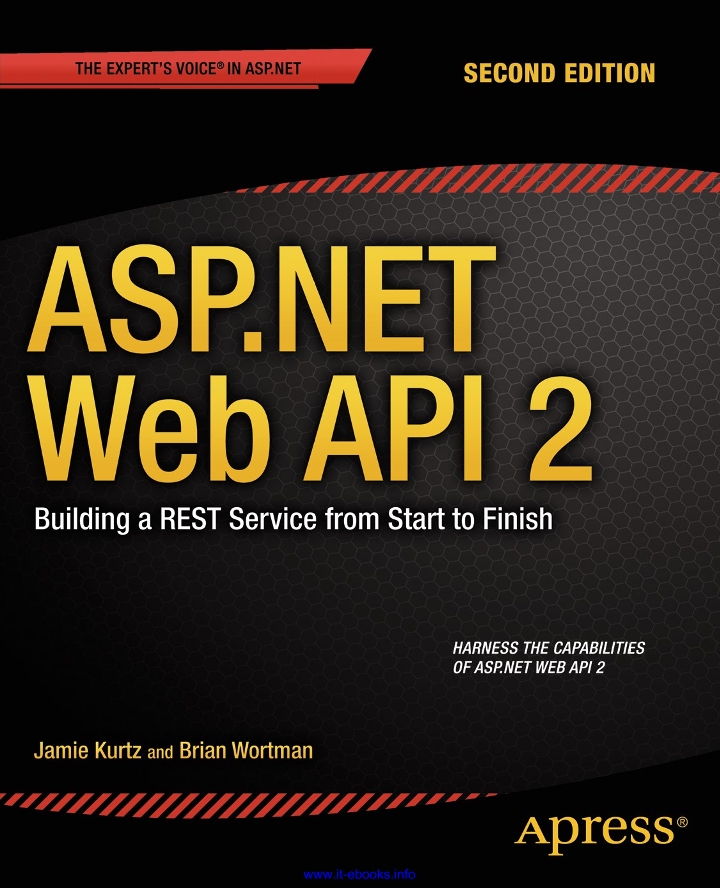 THE EXPERT'S VOICE® IN ASP.NET
SECOND EDITION
ASP.NET
Web API 2
Building a REST Service from Start to Finish
HARNESS THE CAPABILITIES
OF ASP.NET WEB API 2
Jamie Kurtz and Brian Wortman
Apress®
www.it-ebooks.info